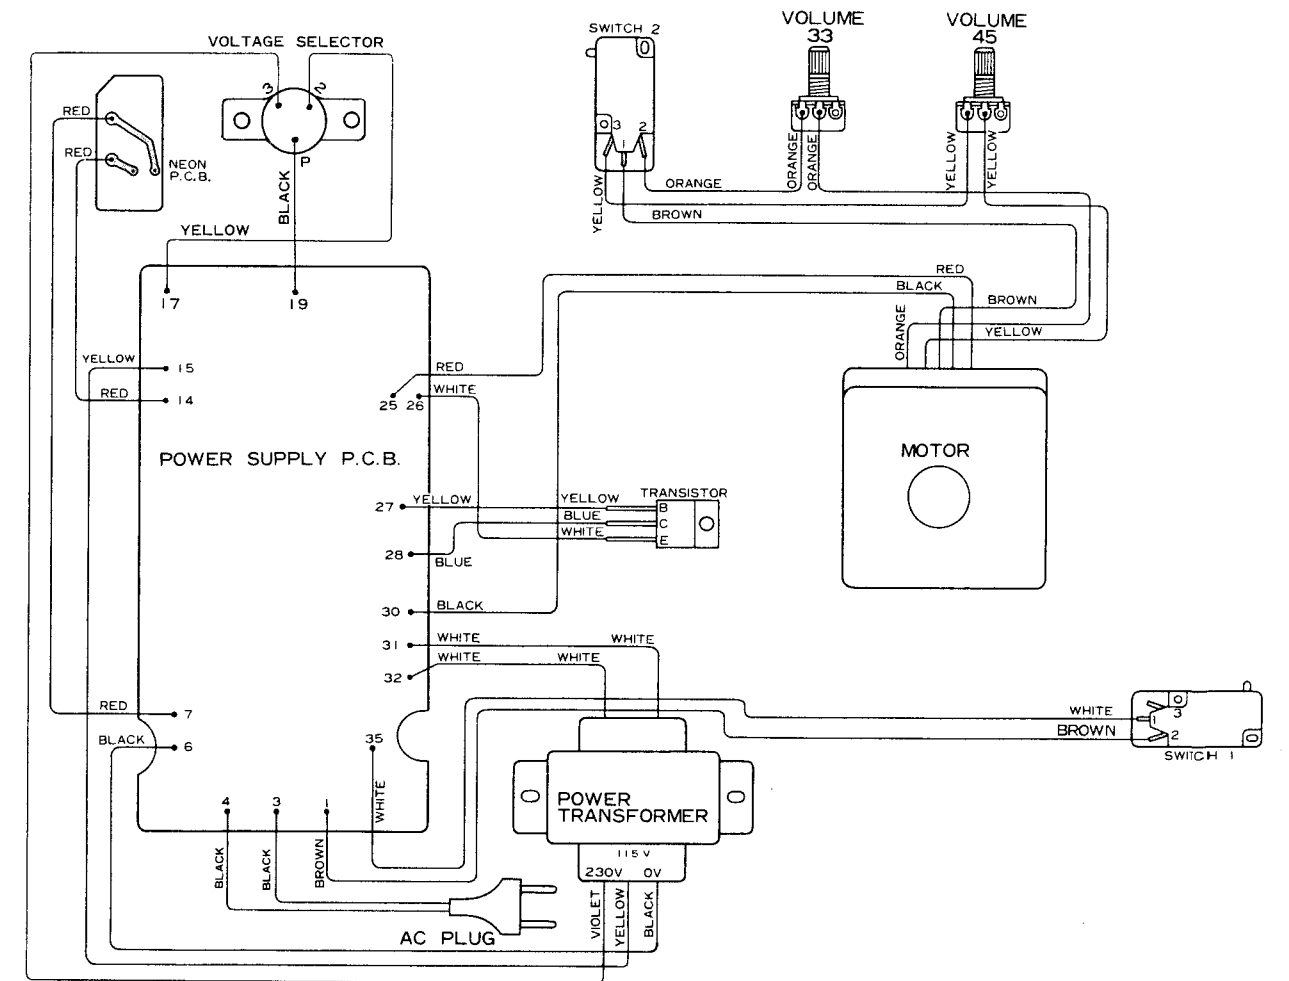 VOLTAGE SELECTOR
3 2
P
RED
RED
NEON
P.C.B.
BLACK
YELLOW
SWITCH 2
3 1 2
VOLUME
33
VOLUME
45
ORANGE
ORANGE
YELLOW
YELLOW
ORANGE
YELLOW
BROWN
RED
BLACK
BROWN
ORANGE
YELLOW
17 19
YELLOW
15
RED
14
RED
WHITE
25 26
POWER SUPPLY P.C.B.
MOTOR
27
YELLOW
YELLOW
TRANSISTOR
B
BLUE
C
WHITE
E
28
BLUE
30
BLACK
31
WHITE
WHITE
32
WHITE
WHITE
RED
7
BLACK
6
35
WHITE
WHITE
BROWN
3
1
2
SWITCH 1
4 3 1
BLACK
BLACK
BROWN
POWER
TRANSFORMER
115V
230V 0V
VIOLET
YELLOW
BLACK
AC PLUG